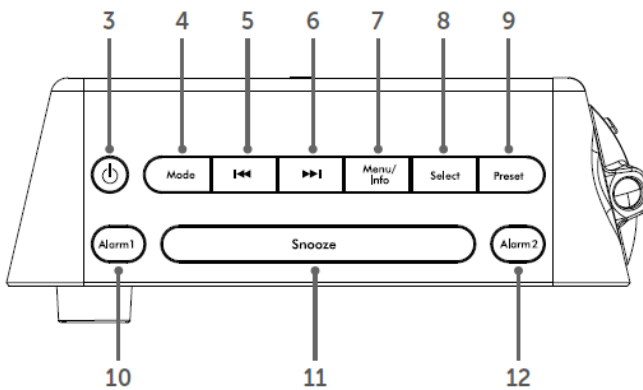 3 4 5 6 7 8 9
Mode Menu/ Select Preset
Info
Alarm1 Snooze Alarm2
10 11 12